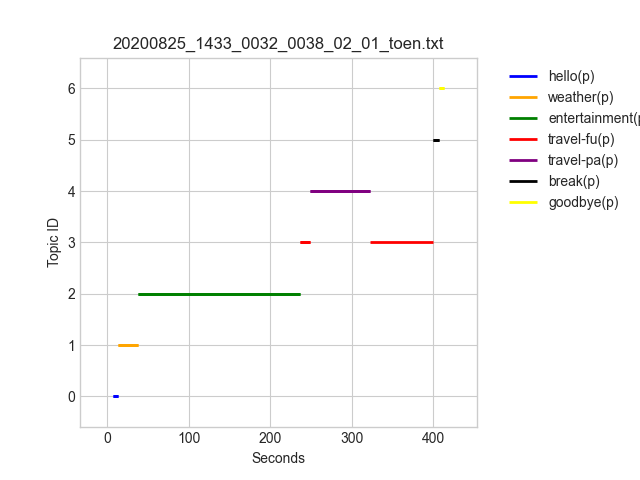 20200825_1433_0032_0038_02_01_toen.txt
hello(p)
weather(p)
entertainment(
travel-fu(p)
travel-pa(p)
break(p)
goodbye(p)
Topic ID
6
5
4
3
2
1
0
0 100 200 300 400
Seconds